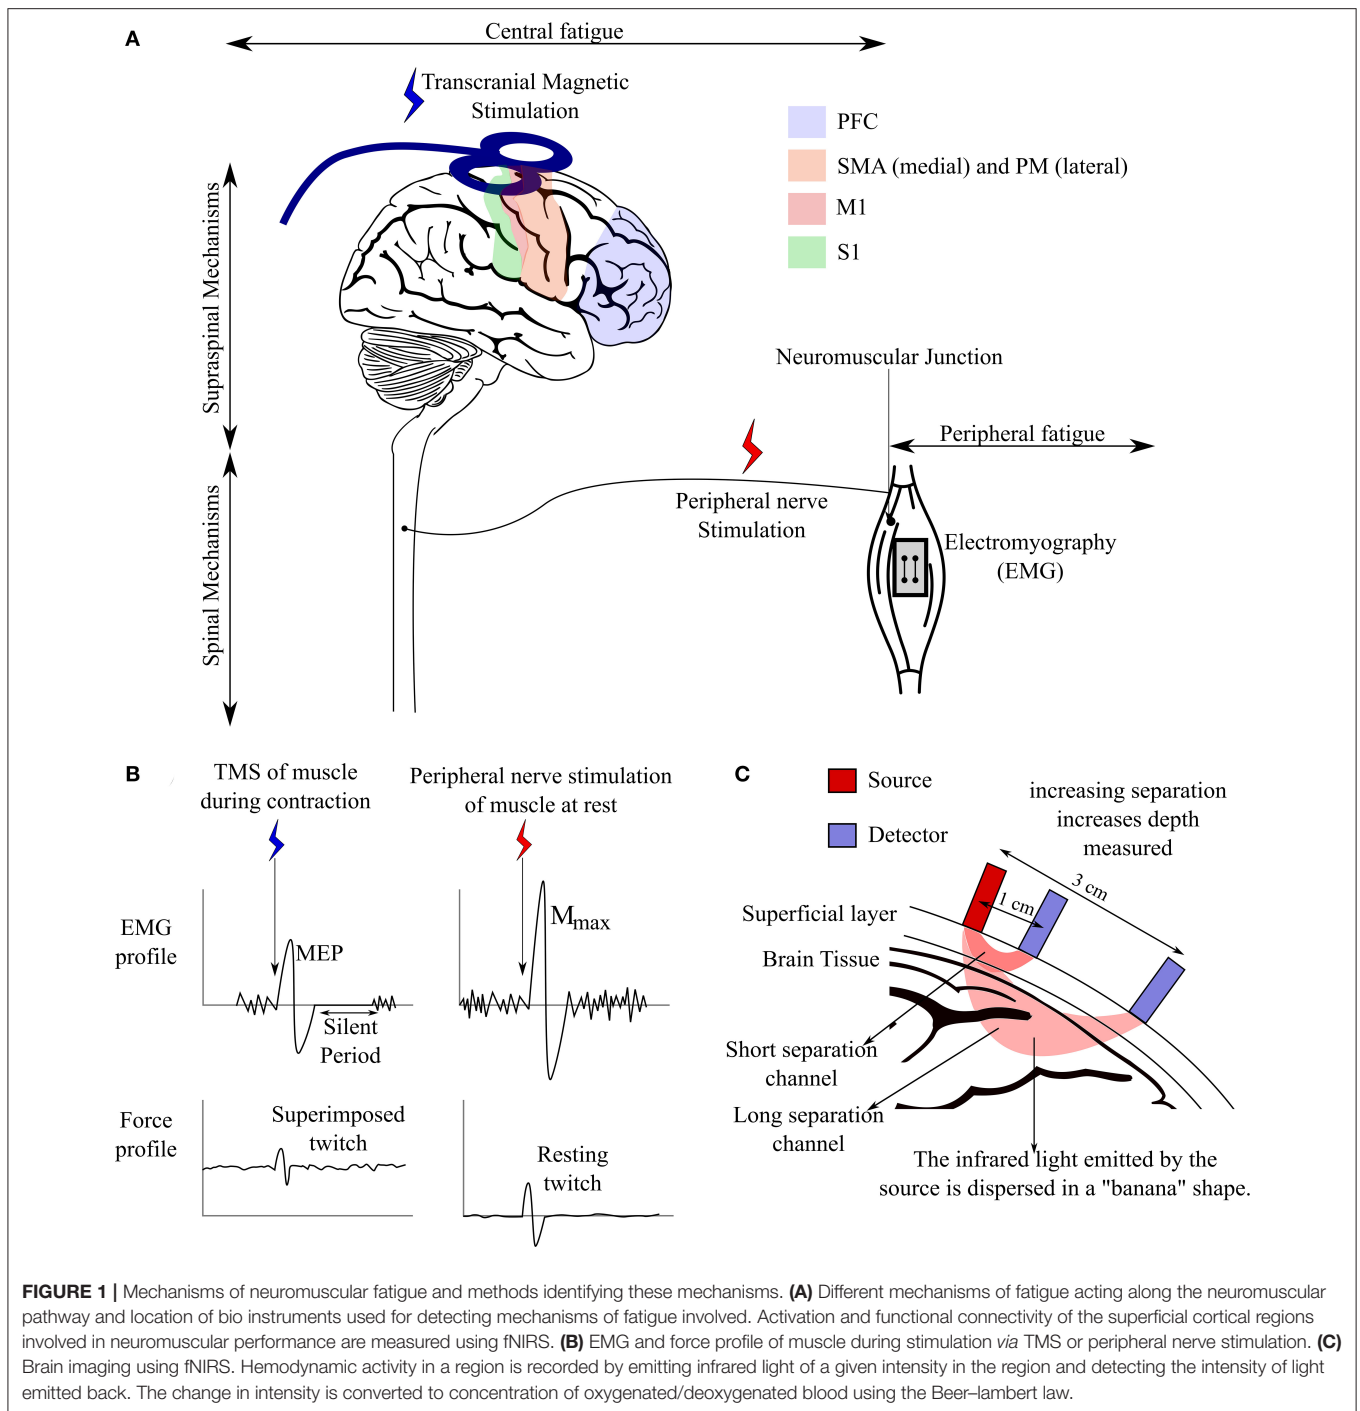 A
Central fatigue
Transcranial Magnetic
Stimulation
PFC
SMA (medial) and PM (lateral)
M1
S1
Supraspinal Mechanisms
Spinal Mechanisms
Neuromuscular Junction
Peripheral fatigue
Peripheral nerve
Stimulation
Electromyography
(EMG)
B
TMS of muscle
during contraction
Peripheral nerve stimulation
of muscle at rest
EMG
profile
MEP
Silent
Period
Mmax
Force
profile
Superimposed
twitch
Resting
twitch
C
Source
Detector
increasing separation
increases depth
measured
3 cm
1 cm
Superficial layer
Brain Tissue
Short separation
channel
Long separation
channel
The infrared light emitted by the
source is dispersed in a "banana" shape.
FIGURE 1 | Mechanisms of neuromuscular fatigue and methods identifying these mechanisms. (A) Different mechanisms of fatigue acting along the neuromuscular
pathway and location of bio instruments used for detecting mechanisms of fatigue involved. Activation and functional connectivity of the superficial cortical regions
involved in neuromuscular performance are measured using fNIRS. (B) EMG and force profile of muscle during stimulation via TMS or peripheral nerve stimulation. (C)
Brain imaging using fNIRS. Hemodynamic activity in a region is recorded by emitting infrared light of a given intensity in the region and detecting the intensity of light
emitted back. The change in intensity is converted to concentration of oxygenated/deoxygenated blood using the Beer–lambert law.